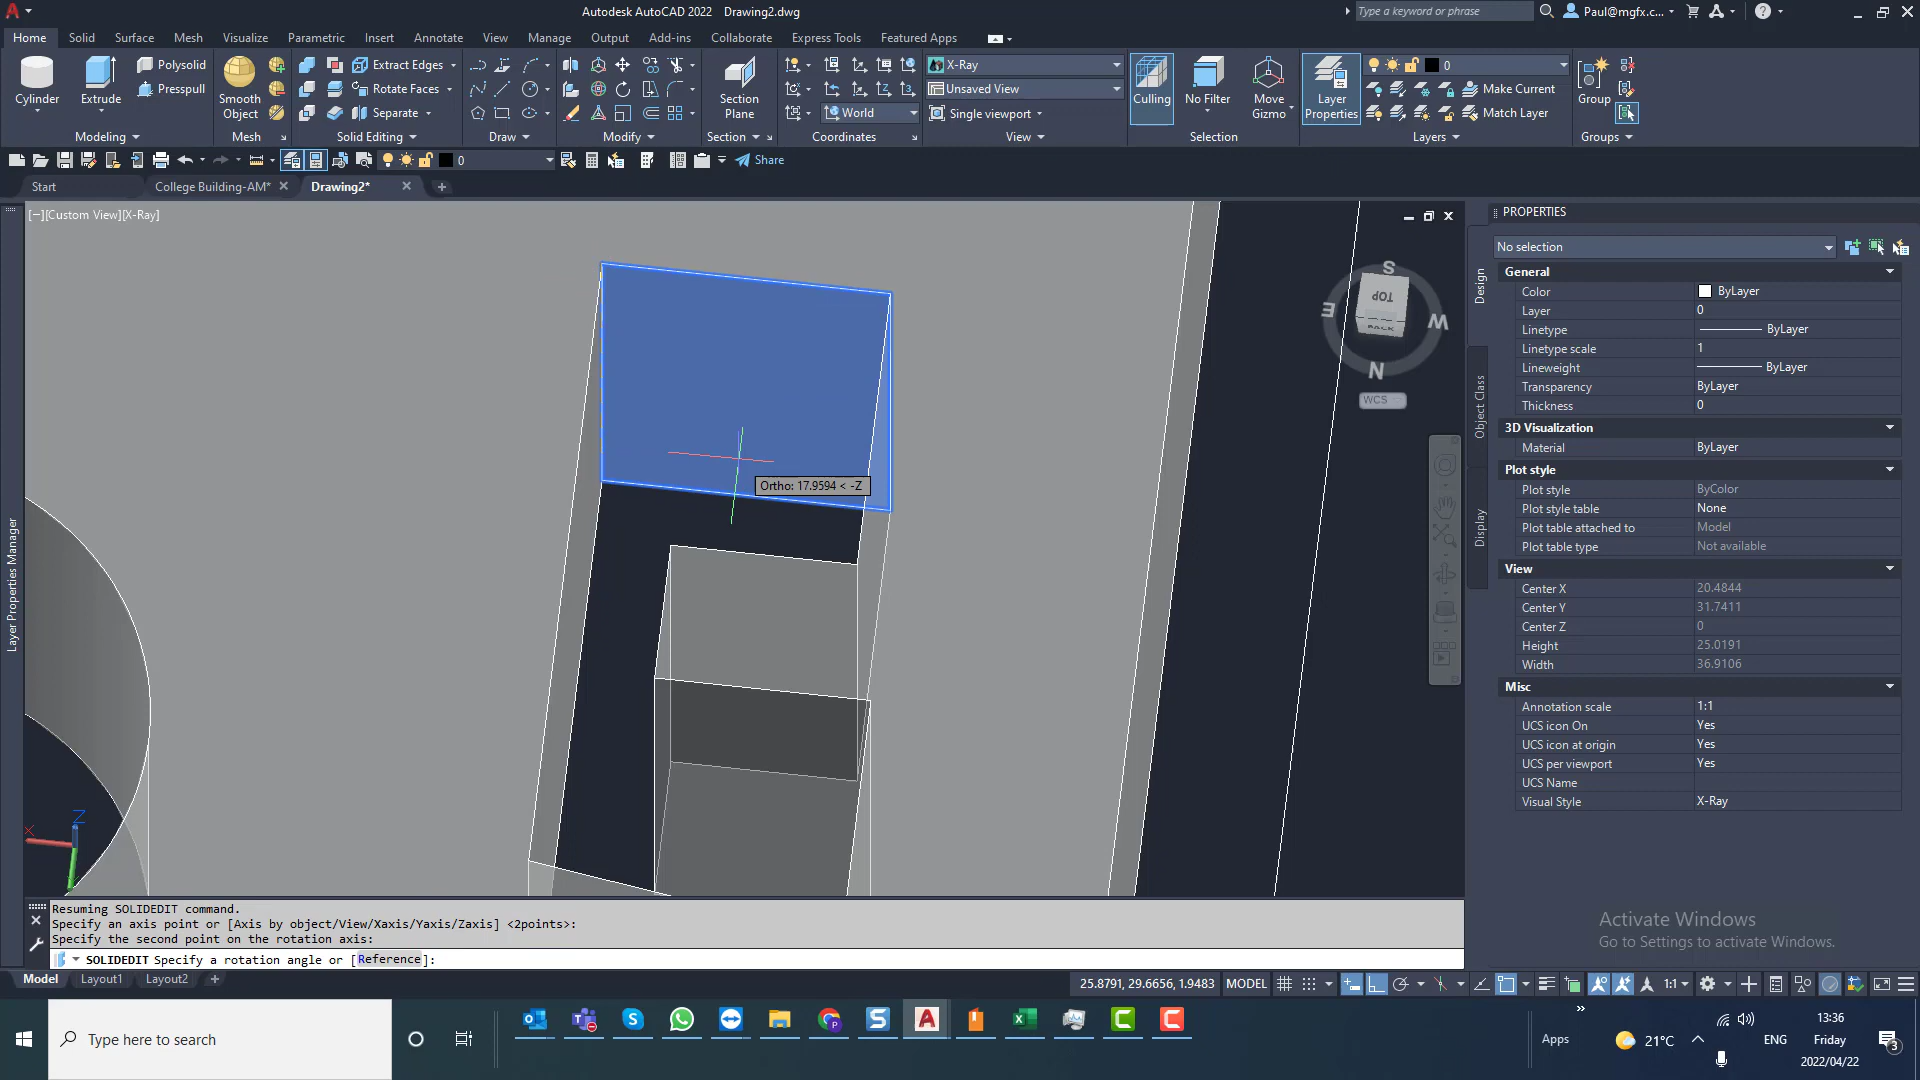 Autodesk AutoCAD 2022 Drawing2.dwg
Type a keyword or phrase
Paul@mgfx.c...
Home Solid Surface Mesh Visualize Parametric Insert Annotate View Manage Output Add-ins Collaborate Express Tools Featured Apps
Cylinder
Extrude
Polysolid
Presspull
Smooth Object
Extract Edges
Rotate Faces
Separate
Section Plane
World
X-Ray
Unsaved View
Single viewport
Culling
No Filter
Move Gizmo
Layer Properties
0
Make Current
Match Layer
Group
Modeling Mesh Solid Editing Draw Modify Section Coordinates View Selection Layers Groups
0
Share
Start College Building-AM* Drawing2*
[−][Custom View][X-Ray]
Layer Properties Manager
S
E
TOP
BACK
W
N
WCS
Ortho: 17.9594 < -Z
X
Z
PROPERTIES
Design
Object Class
Display
No selection
General
Color ByLayer
Layer 0
Linetype ByLayer
Linetype scale 1
Lineweight ByLayer
Transparency ByLayer
Thickness 0
3D Visualization
Material ByLayer
Plot style
Plot style ByColor
Plot style table None
Plot table attached to Model
Plot table type Not available
View
Center X 20.4844
Center Y 31.7411
Center Z 0
Height 25.0191
Width 36.9106
Misc
Annotation scale 1:1
UCS icon On Yes
UCS icon at origin Yes
UCS per viewport Yes
UCS Name
Visual Style X-Ray
Activate Windows
Go to Settings to activate Windows.
Resuming SOLIDEDIT command.
Specify an axis point or [Axis by object/View/Xaxis/Yaxis/Zaxis] <2points>:
Specify the second point on the rotation axis:
SOLIDEDIT Specify a rotation angle or [Reference]:
Model Layout1 Layout2
25.8791, 29.6656, 1.9483 MODEL
1:1
Type here to search
Apps
21°C
ENG
13:36
Friday
2022/04/22
3